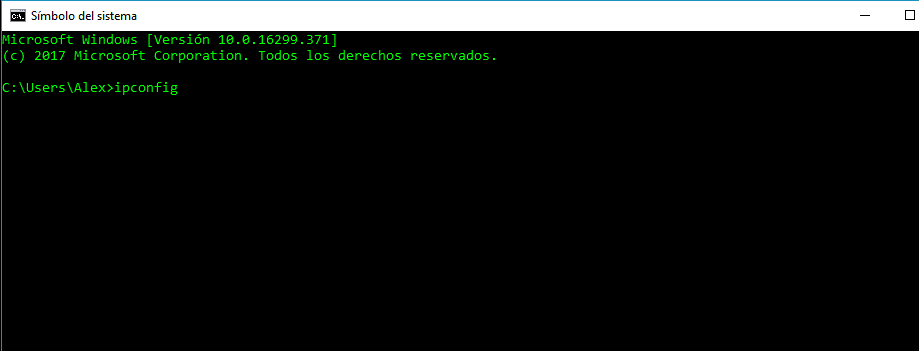 Símbolo del sistema
Microsoft Windows [Versión 10.0.16299.371]
(c) 2017 Microsoft Corporation. Todos los derechos reservados.
C:\Users\Alex>ipconfig